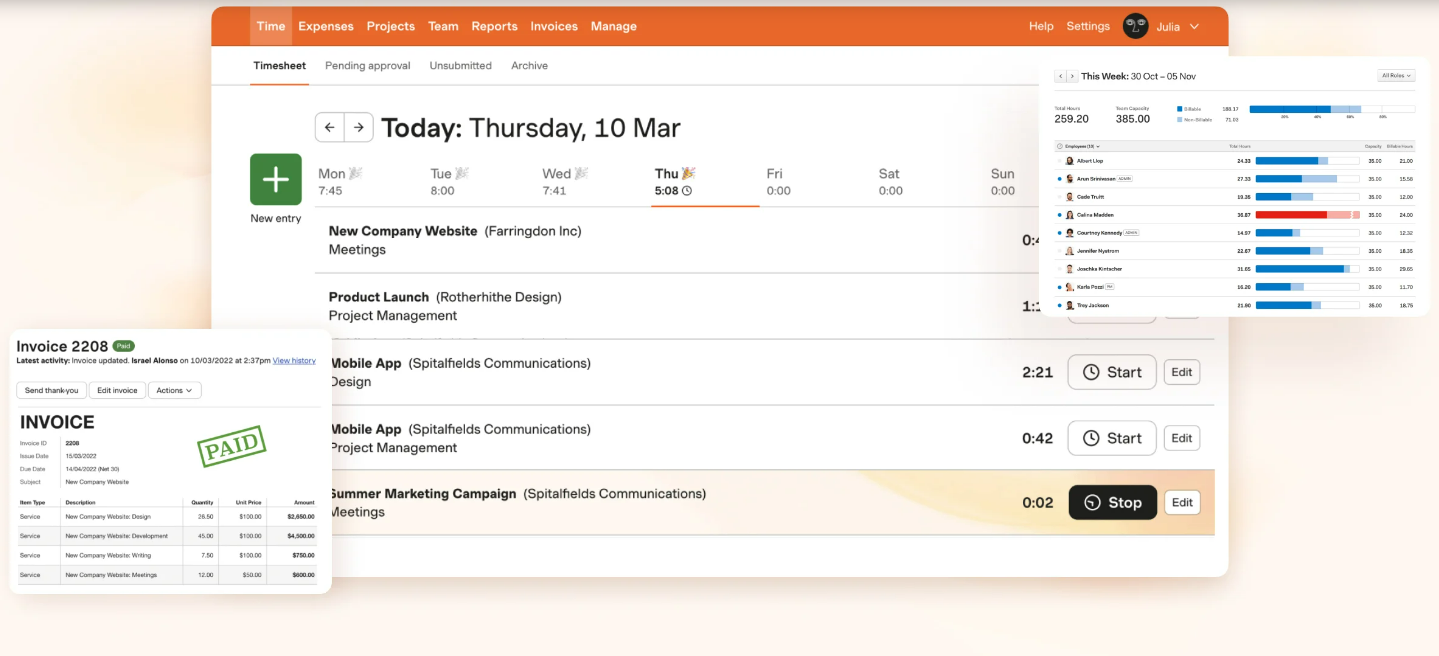 Time Expenses Projects Team Reports Invoices Manage Help Settings Julia
Timesheet Pending approval Unsubmitted Archive
Today: Thursday, 10 Mar
Mon Tue Wed Thu Fri Sat Sun
7:45 8:00 7:41 5:08 0:00 0:00 0:00
New entry
New Company Website (Farringdon Inc)
Meetings
Product Launch (Rotherhithe Design)
Project Management
Mobile App (Spitalfields Communications)
Design
2:21 Start Edit
Mobile App (Spitalfields Communications)
Project Management
0:42 Start Edit
Summer Marketing Campaign (Spitalfields Communications)
Meetings
0:02 Stop Edit
This Week: 30 Oct – 05 Nov All Roles
Total Hours Team Capacity Billable 188.17
259.20 385.00 Non-Billable 71.03
20% 40% 60% 80%
Employees (13) Total Hours Capacity Billable Hours
Albert Llop 24.33 35.00 21.00
Arun Srinivasan ADMIN 27.33 35.00 15.58
Cade Truitt 19.35 35.00 12.00
Celina Madden 36.87 35.00 24.00
Courtney Kennedy ADMIN 14.97 35.00 12.32
Jennifer Nystrom 22.67 35.00 18.35
Joschka Kintscher 31.65 35.00 29.65
Karla Pozzi PM 16.20 35.00 11.70
Trey Jackson 21.90 35.00 18.75
Invoice 2208 Paid
Latest activity: Invoice updated. Israel Alonso on 10/03/2022 at 2:37pm View history
Send thank-you Edit invoice Actions
INVOICE
PAID
Invoice ID 2208
Issue Date 15/03/2022
Due Date 14/04/2022 (Net 30)
Subject New Company Website
Item Type Description Quantity Unit Price Amount
Service New Company Website: Design 26.50 $100.00 $2,650.00
Service New Company Website: Development 45.00 $100.00 $4,500.00
Service New Company Website: Writing 7.50 $100.00 $750.00
Service New Company Website: Meetings 12.00 $50.00 $600.00